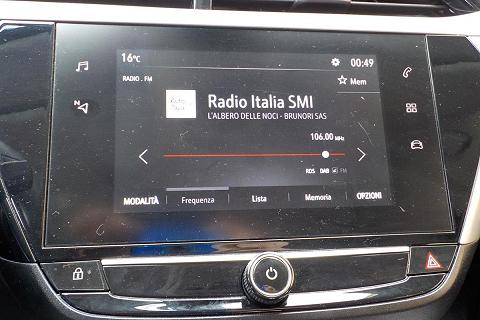 16°C 00:49
RADIO . FM
Mem
Radio Italia SMI
L'ALBERO DELLE NOCI - BRUNORI SAS
106.00 MHz
RDS DAB FM
MODALITÀ Frequenza Lista Memoria OPZIONI
N